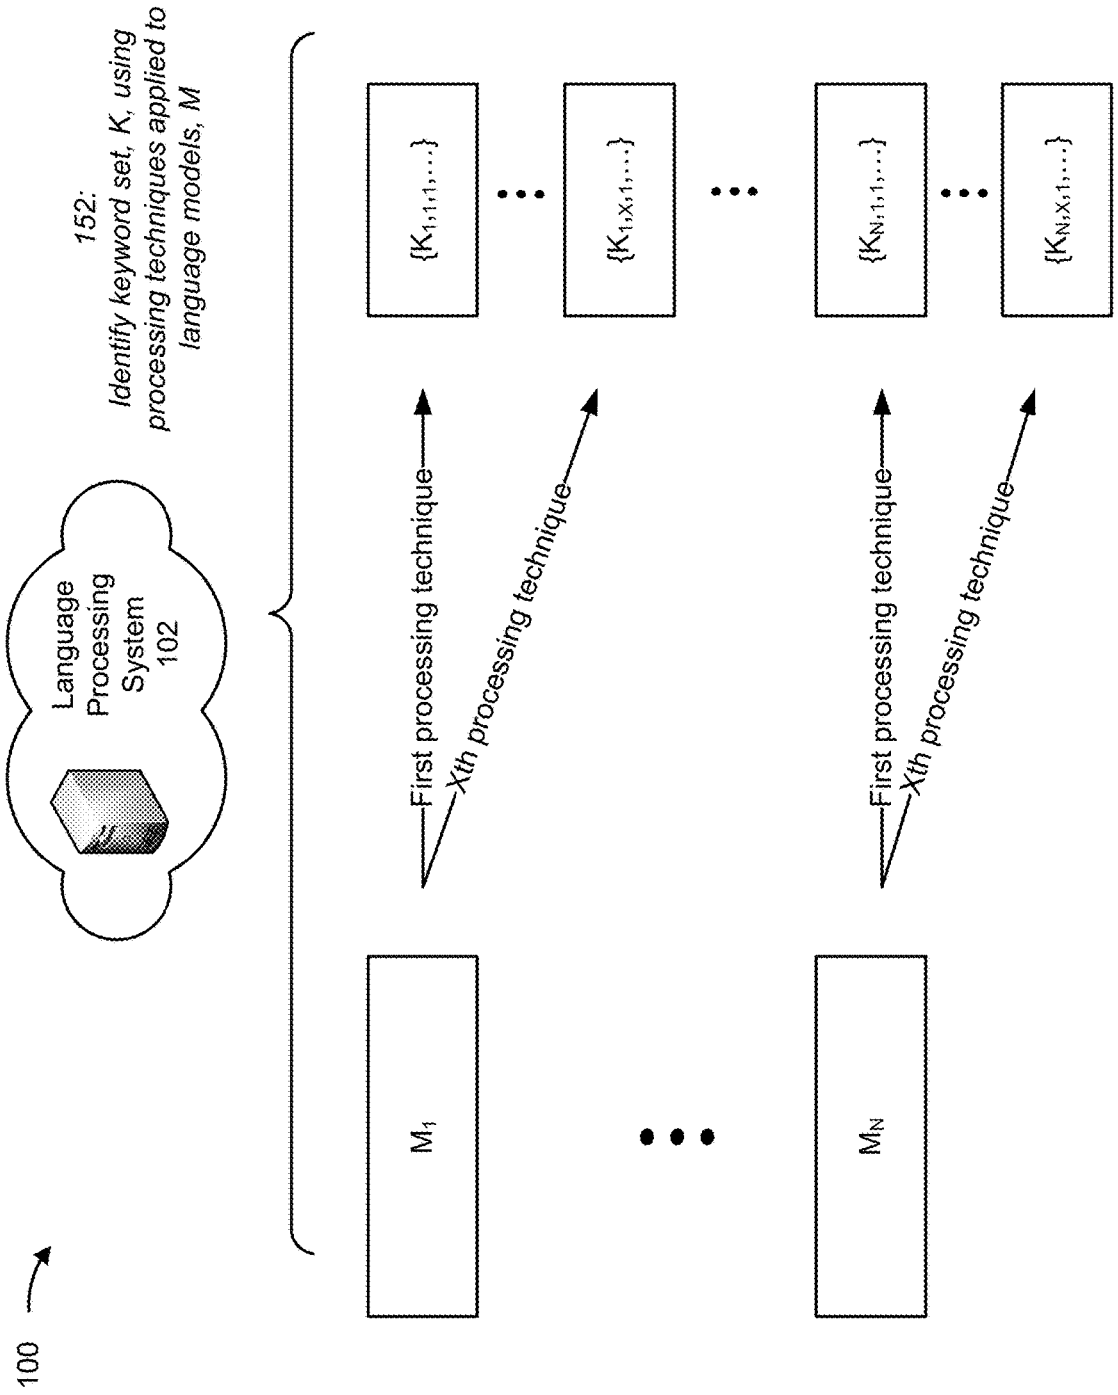 100
Language
Processing
System
102
152:
Identify keyword set, K, using
processing techniques applied to
language models, M
M1
First processing technique
Xth processing technique
{K1,1,1,...}
{K1,X,1,...}
MN
First processing technique
Xth processing technique
{KN,1,1,...}
{KN,X,1,...}